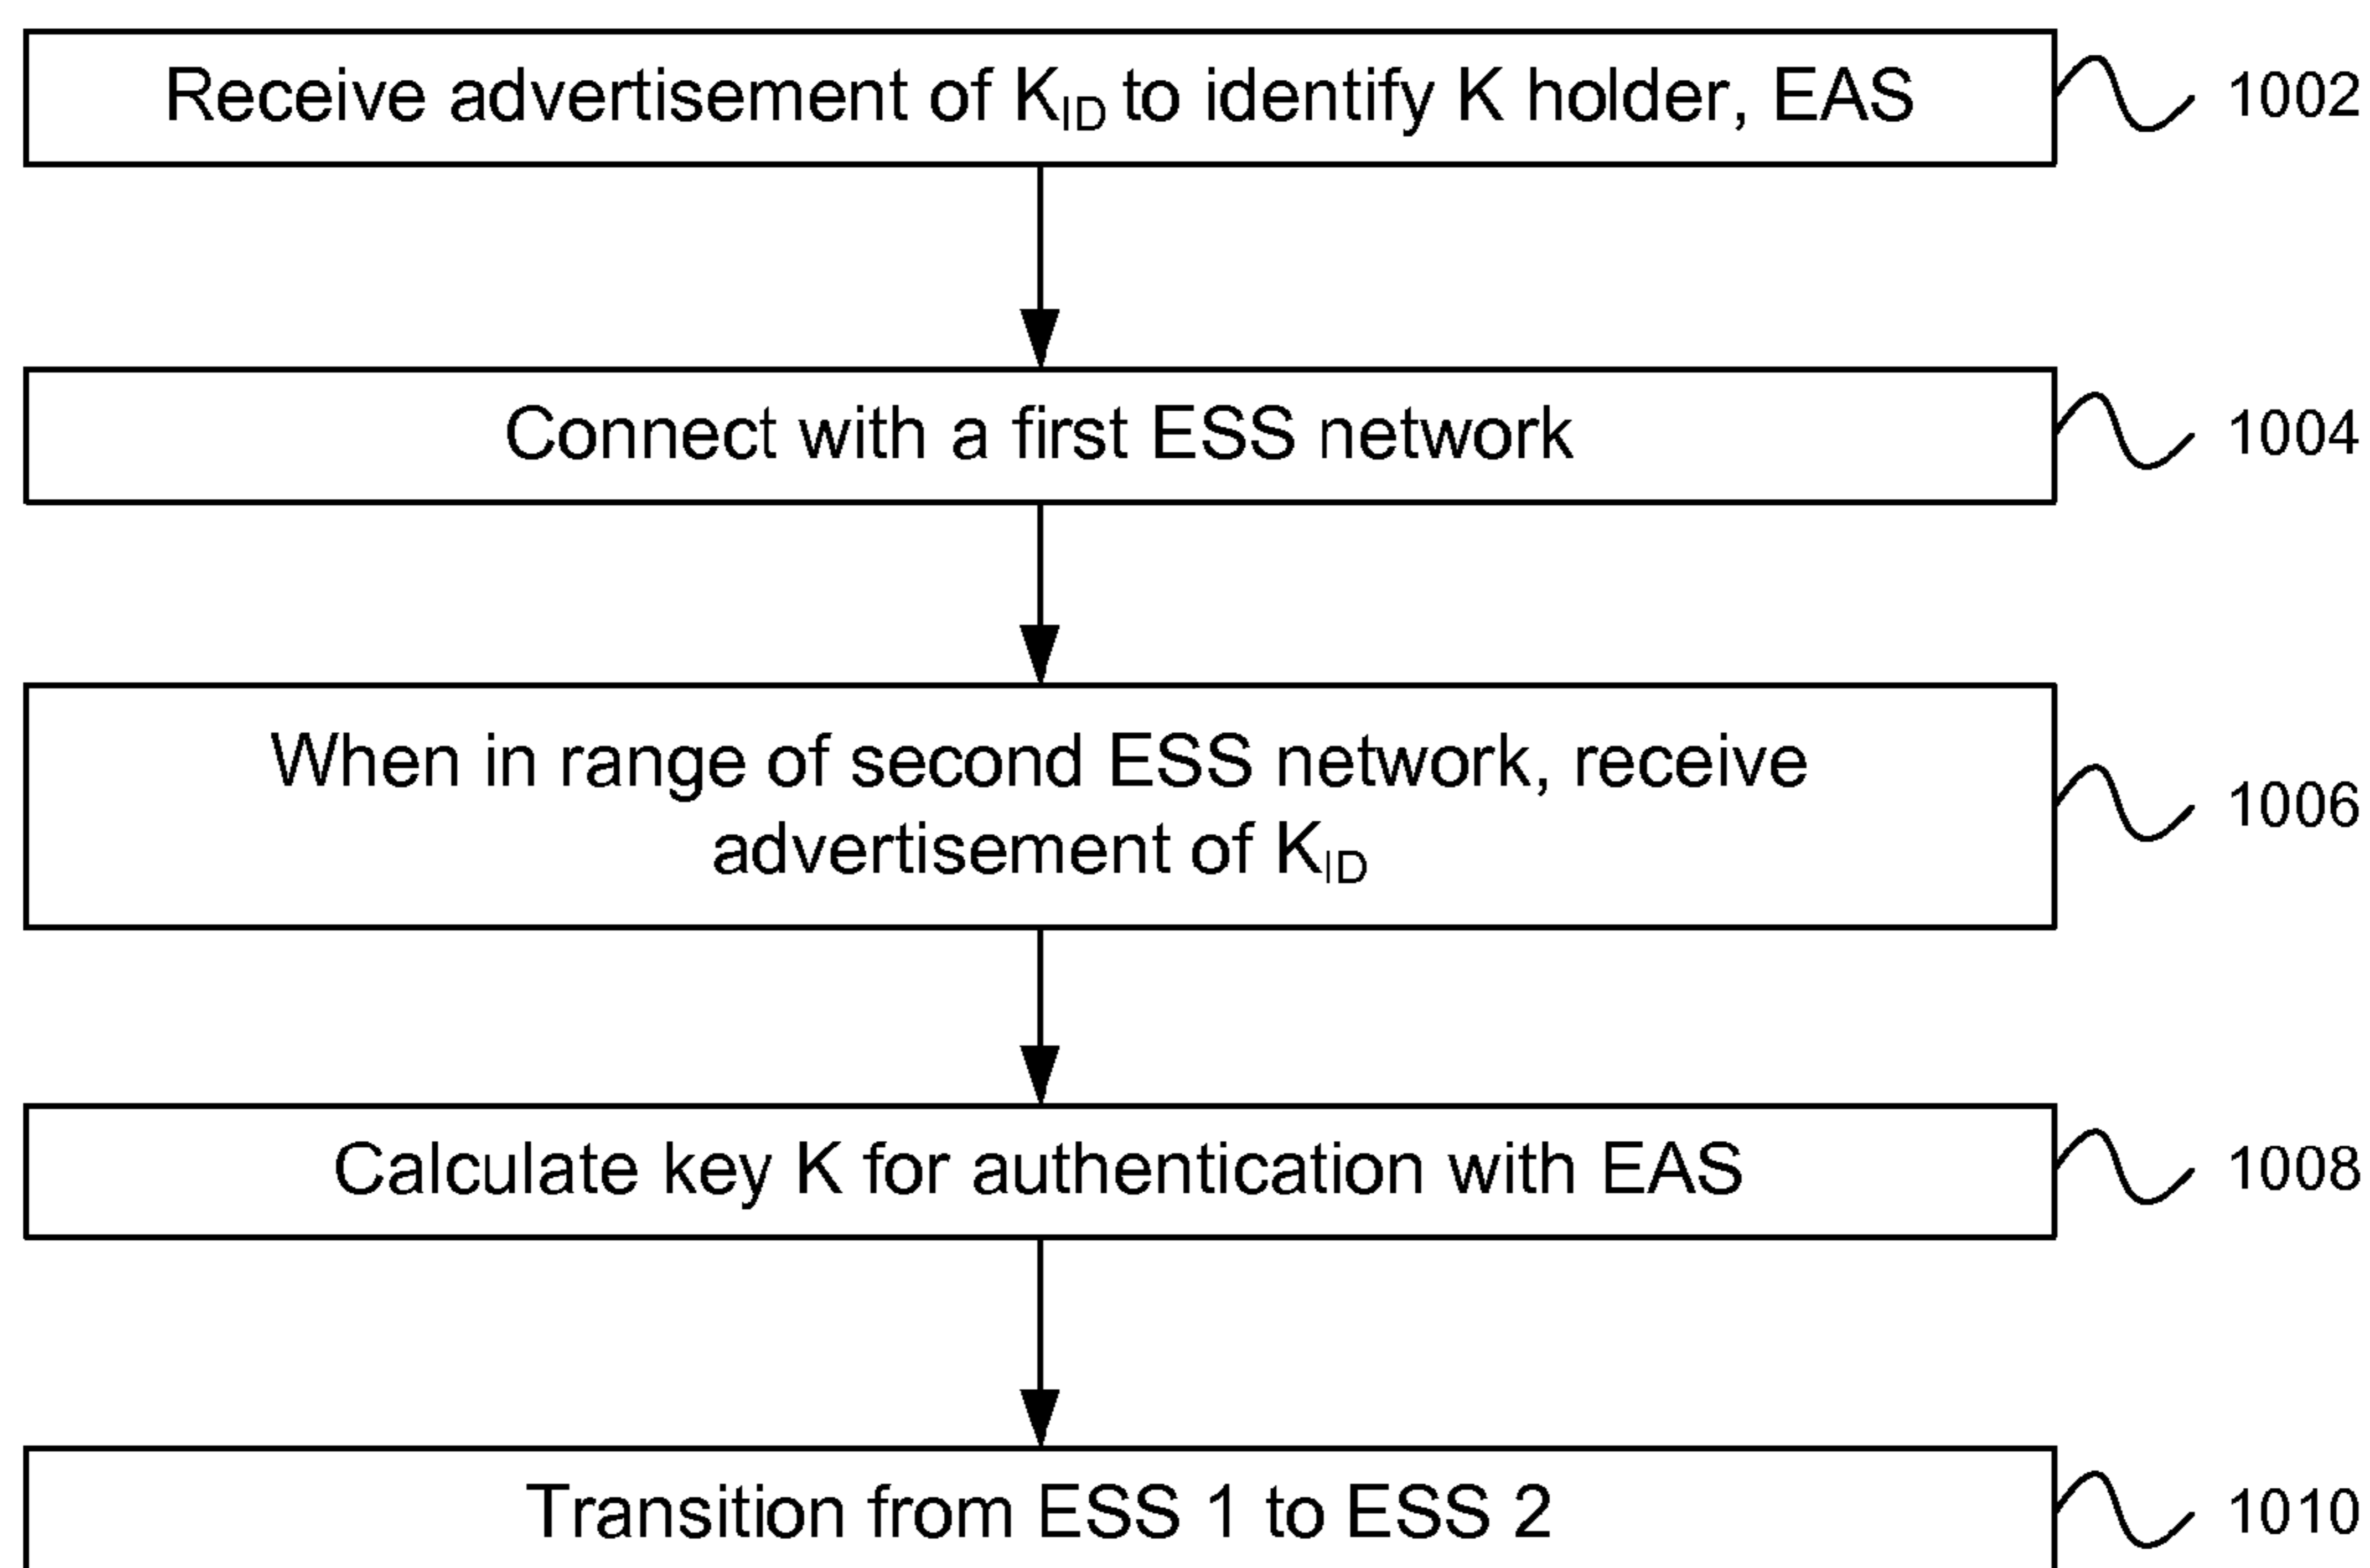 Receive advertisement of KID to identify K holder, EAS
1002
Connect with a first ESS network
1004
When in range of second ESS network, receive
advertisement of KID
1006
Calculate key K for authentication with EAS
1008
Transition from ESS 1 to ESS 2
1010